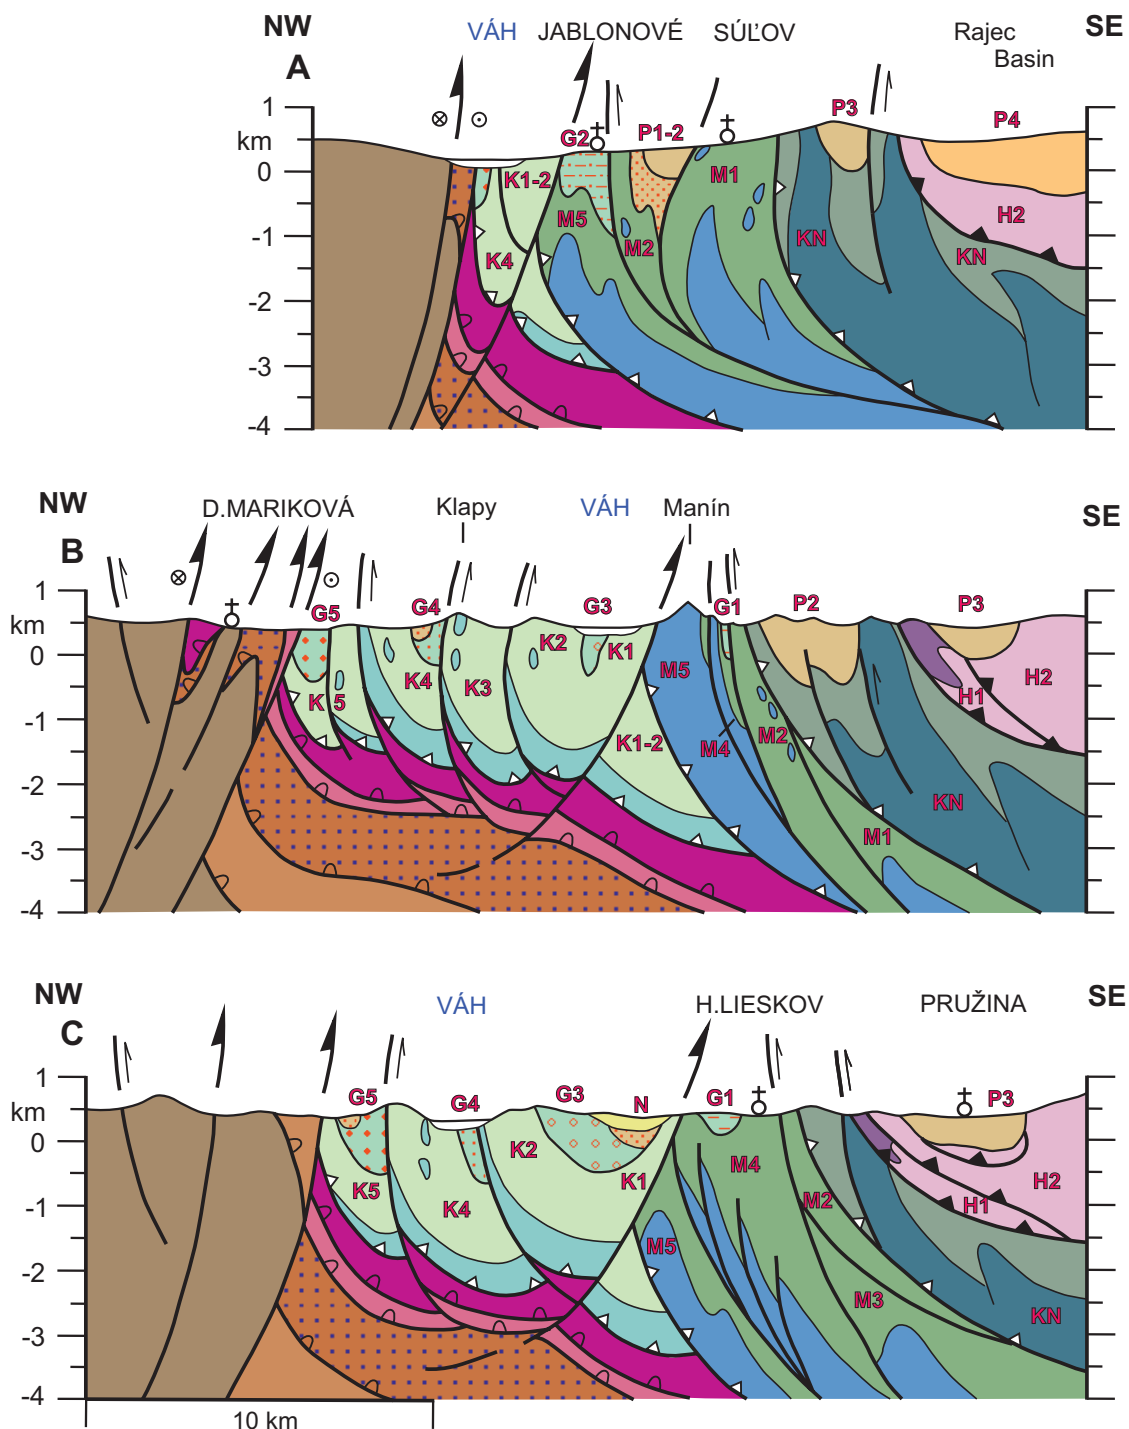 NW VÁH JABLONOVÉ SÚĽOV Rajec Basin SE
A
1
km
0
-1
-2
-3
-4
G2 P1-2 P3 P4
K1-2 M1
M5 H2
K4 M2 KN KN
NW D.MARIKOVÁ Klapy VÁH Manín SE
B
1
km
0
-1
-2
-3
-4
G5 G4 G3 G1 P2 P3
K2 K1
K5 K4 K3 M5 H1 H2
K1-2 M4 M2
KN
M1
NW VÁH H.LIESKOV PRUŽINA SE
C
1
km
0
-1
-2
-3
-4
G5 G4 G3 N G1 P3
K2
K5 K4 K1 M4 M2 H1 H2
M5
M3 KN
10 km